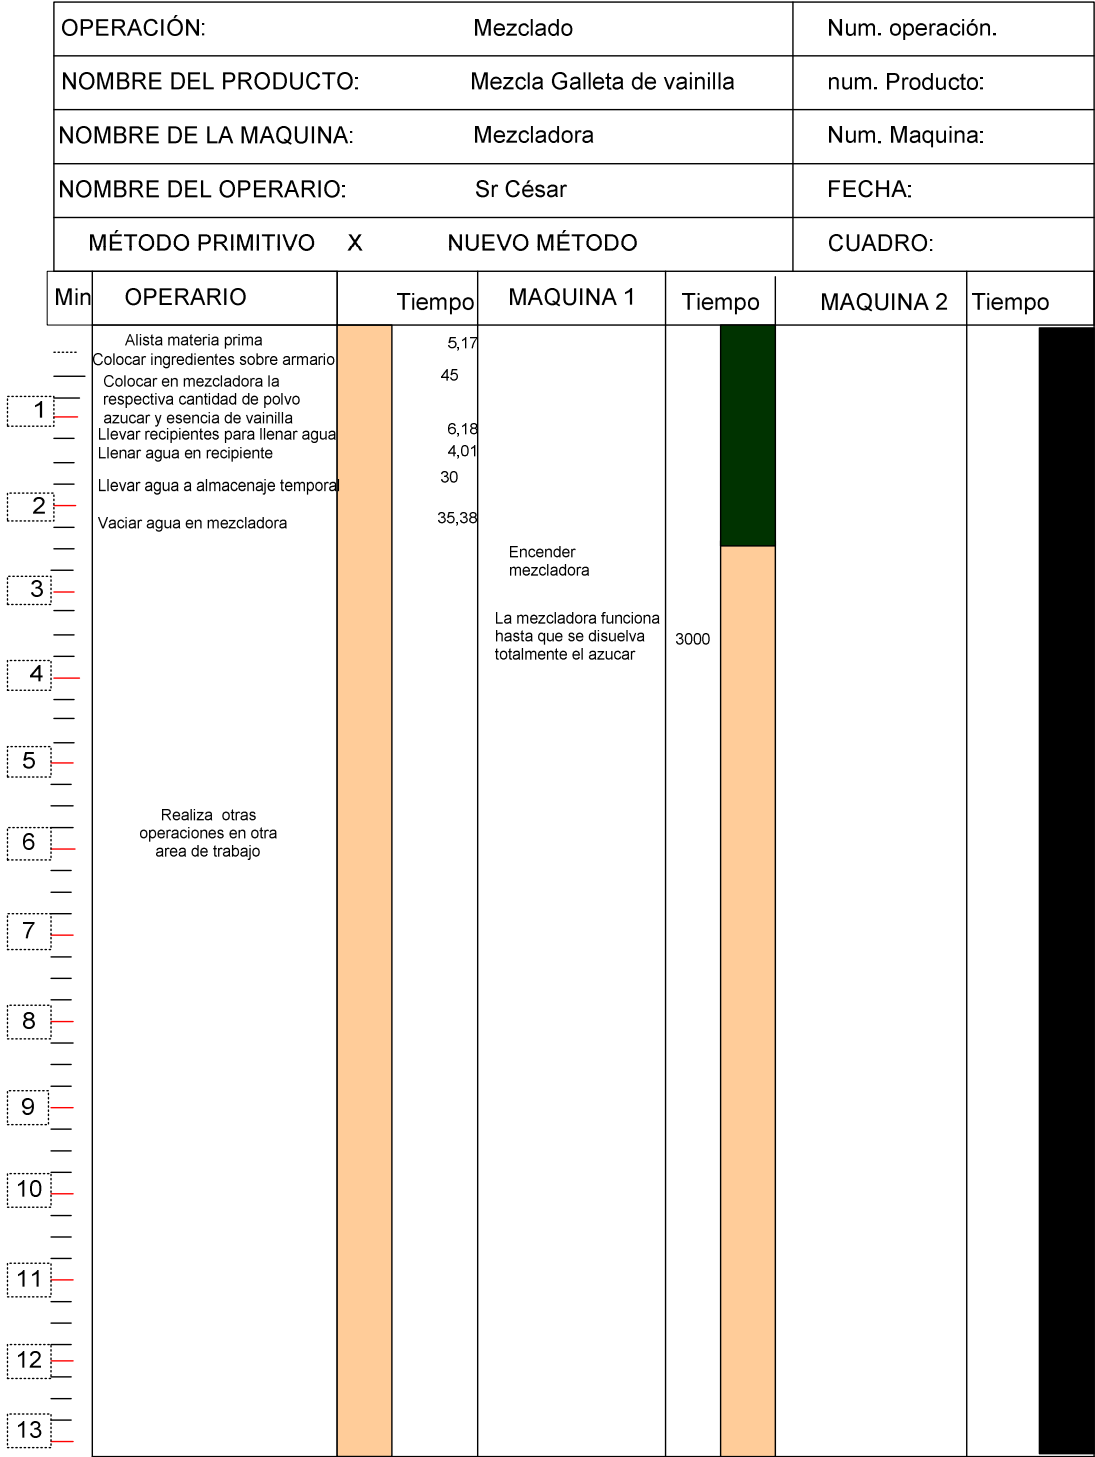 OPERACIÓN: Mezclado Num. operación.
NOMBRE DEL PRODUCTO: Mezcla Galleta de vainilla num. Producto:
NOMBRE DE LA MAQUINA: Mezcladora Num. Maquina:
NOMBRE DEL OPERARIO: Sr César FECHA:
MÉTODO PRIMITIVO X NUEVO MÉTODO CUADRO:
Min OPERARIO Tiempo MAQUINA 1 Tiempo MAQUINA 2 Tiempo
Alista materia prima 5,17
Colocar ingredientes sobre armario
45
Colocar en mezcladora la
respectiva cantidad de polvo
1
azucar y esencia de vainilla
Llevar recipientes para llenar agua 6,18
Llenar agua en recipiente 4,01
Llevar agua a almacenaje temporal 30
2
Vaciar agua en mezcladora 35,38
Encender
mezcladora
3
La mezcladora funciona
hasta que se disuelva 3000
totalmente el azucar
4
5
Realiza otras
operaciones en otra
6
area de trabajo
7
8
9
10
11
12
13